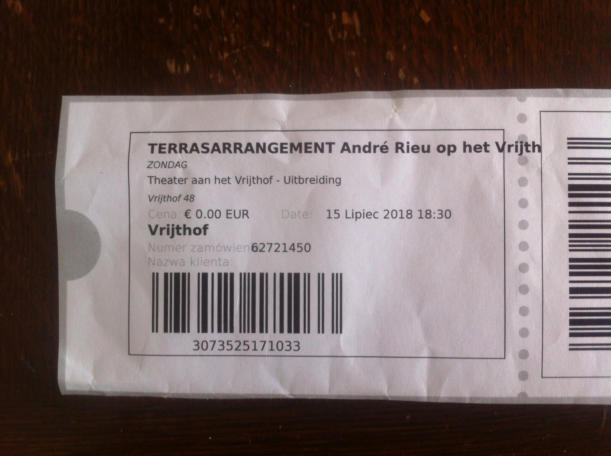 TERRASARRANGEMENT André Rieu op het Vrijth
ZONDAG
Theater aan het Vrijthof - Uitbreiding
Vrijthof 48
Cena: € 0.00 EUR Date: 15 Lipiec 2018 18:30
Vrijthof
Numer zamówien 62721450
Nazwa klienta:
3073525171033